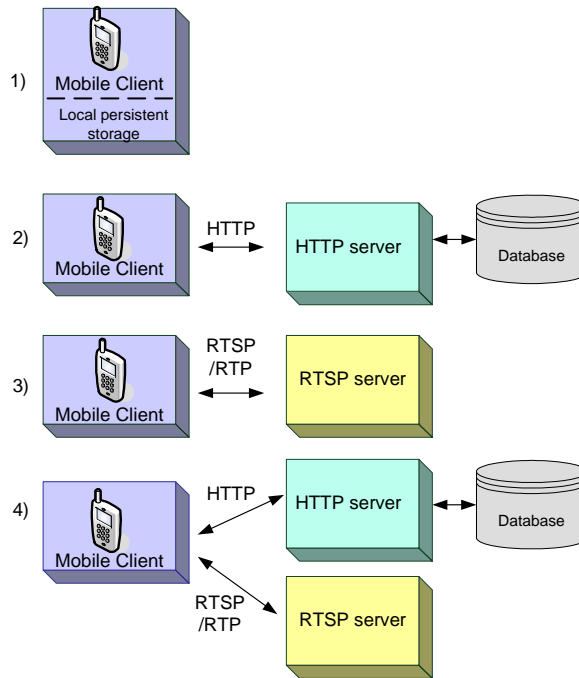 1)
Mobile Client
Local persistent
storage
2)
Mobile Client
HTTP
HTTP server
Database
3)
Mobile Client
RTSP
/RTP
RTSP server
4)
Mobile Client
HTTP
HTTP server
Database
RTSP
/RTP
RTSP server